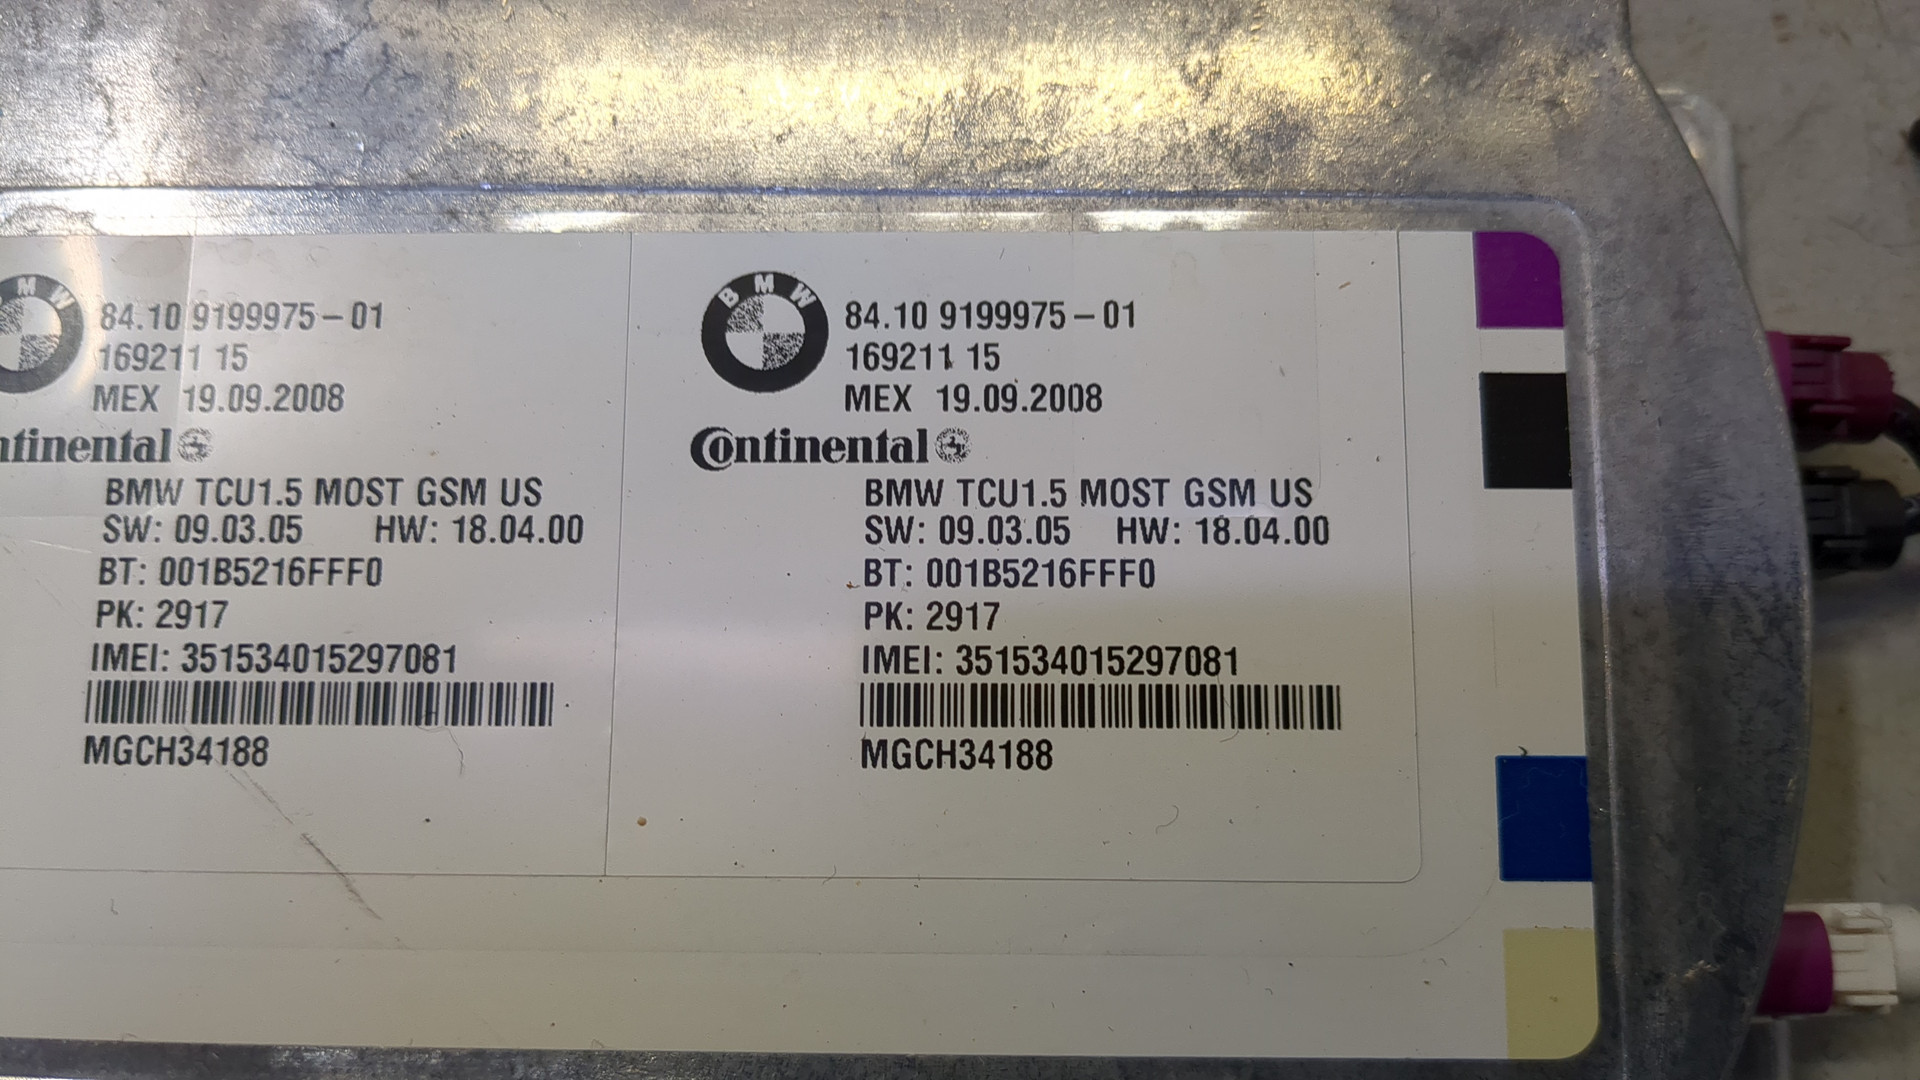 BMW
84.10 9199975-01
169211 15
MEX 19.09.2008
ntinental
BMW TCU1.5 MOST GSM US
SW: 09.03.05 HW: 18.04.00
BT: 001B5216FFF0
PK: 2917
IMEI: 351534015297081
MGCH34188
BMW
84.10 9199975-01
169211 15
MEX 19.09.2008
Continental
BMW TCU1.5 MOST GSM US
SW: 09.03.05 HW: 18.04.00
BT: 001B5216FFF0
PK: 2917
IMEI: 351534015297081
MGCH34188